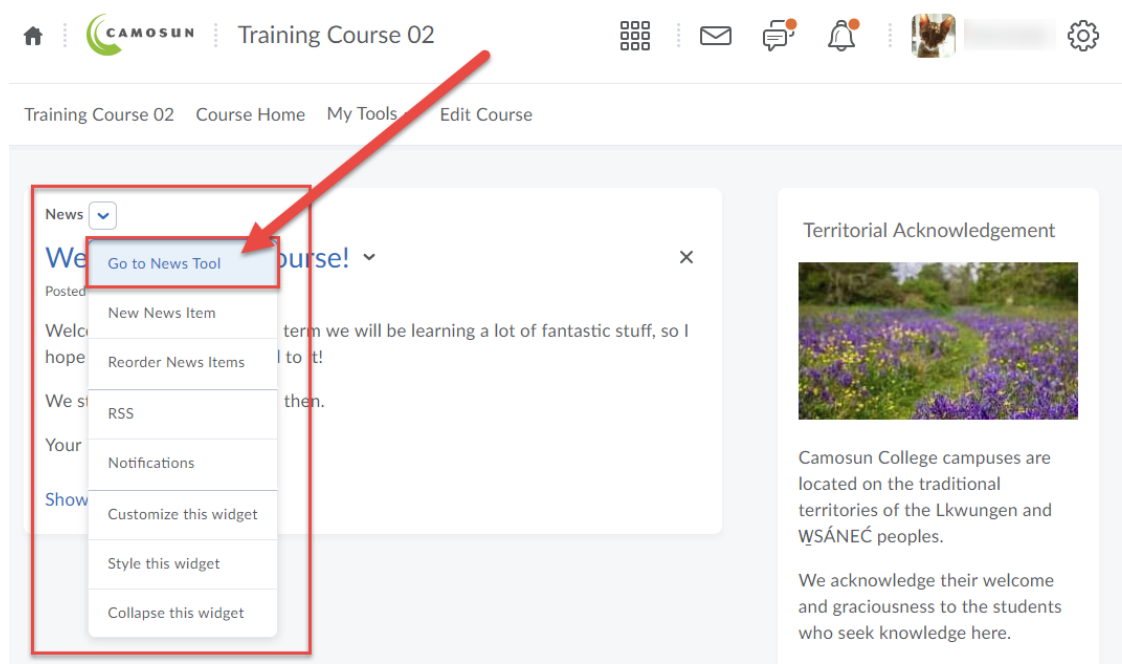 CAMOSUN
Training Course 02
Training Course 02 Course Home My Tools Edit Course
News
We urse!
Go to News Tool
Posted
New News Item
Welc term we will be learning a lot of fantastic stuff, so I
hope to it!
Reorder News Items
We st then.
RSS
Your
Notifications
Show
Customize this widget
Style this widget
Collapse this widget
Territorial Acknowledgement
Camosun College campuses are
located on the traditional
territories of the Lkwungen and
W̱SÁNEĆ peoples.
We acknowledge their welcome
and graciousness to the students
who seek knowledge here.